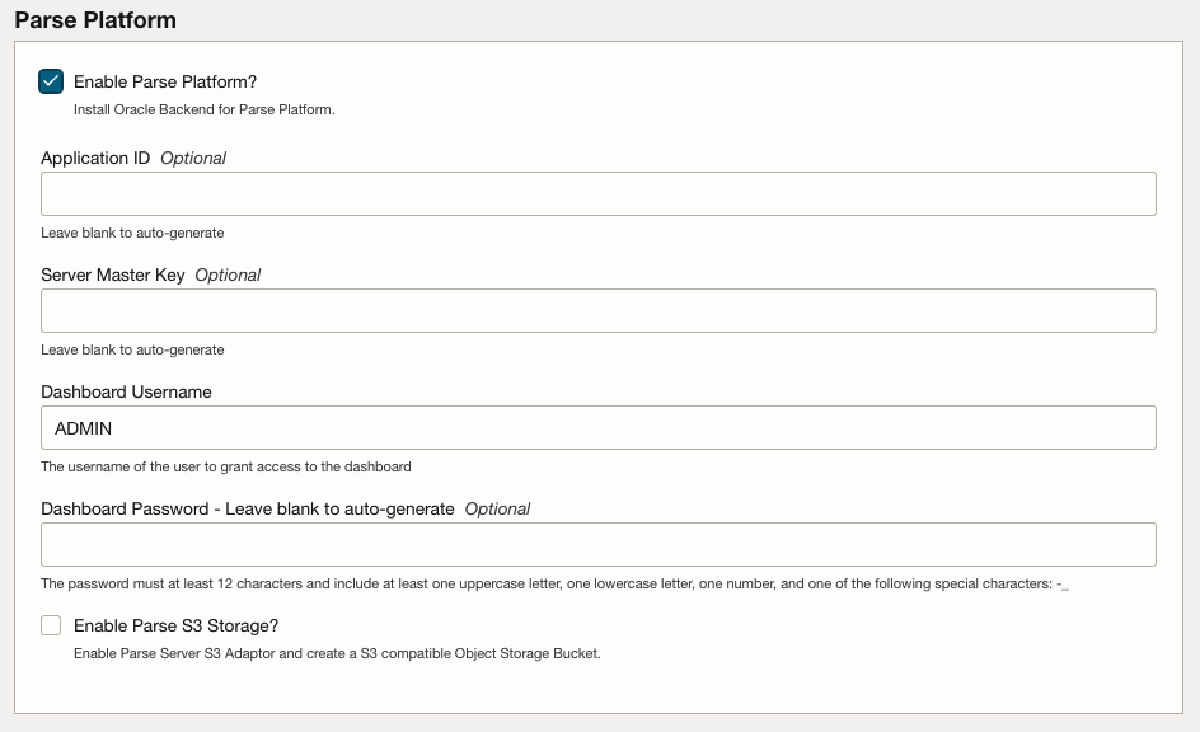 Parse Platform
Enable Parse Platform?
Install Oracle Backend for Parse Platform.
Application ID Optional
Leave blank to auto-generate
Server Master Key Optional
Leave blank to auto-generate
Dashboard Username
ADMIN
The username of the user to grant access to the dashboard
Dashboard Password - Leave blank to auto-generate Optional
The password must at least 12 characters and include at least one uppercase letter, one lowercase letter, one number, and one of the following special characters: -_
Enable Parse S3 Storage?
Enable Parse Server S3 Adaptor and create a S3 compatible Object Storage Bucket.